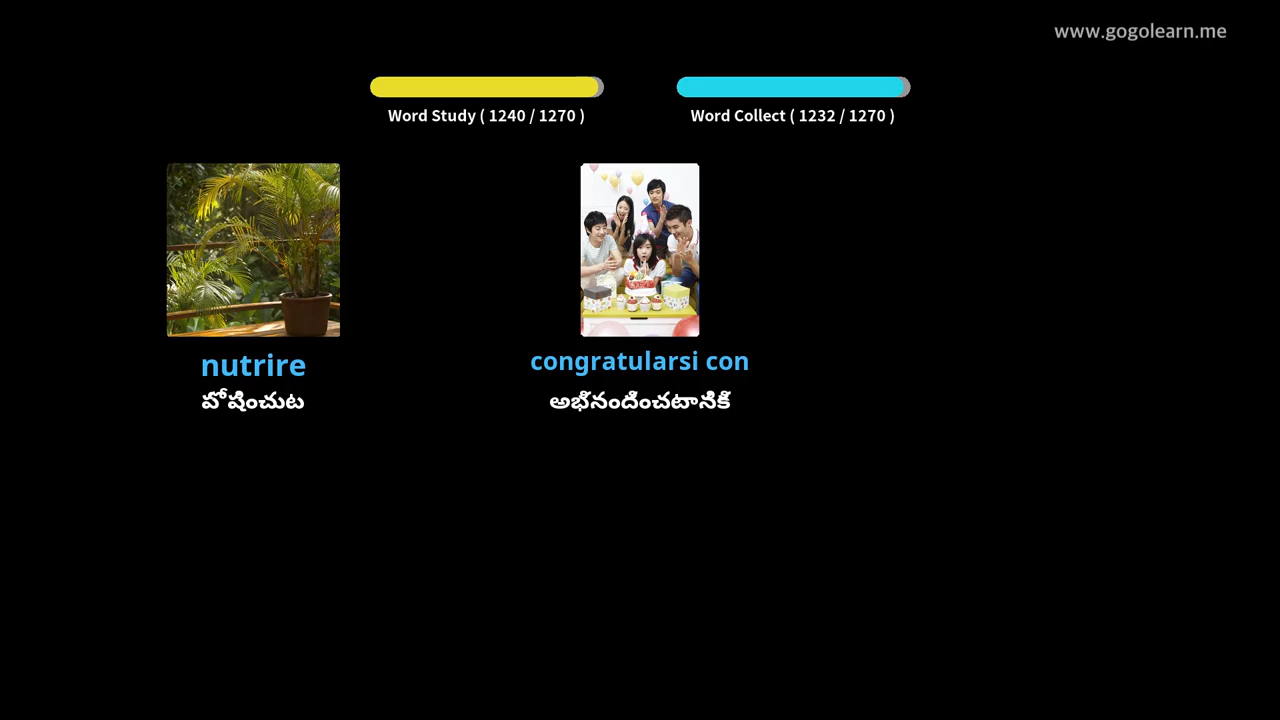 www.gogolearn.me
Word Study ( 1240 / 1270 )
Word Collect ( 1232 / 1270 )
nutrire
పోషించుట
congratularsi con
అభినందించటానికి